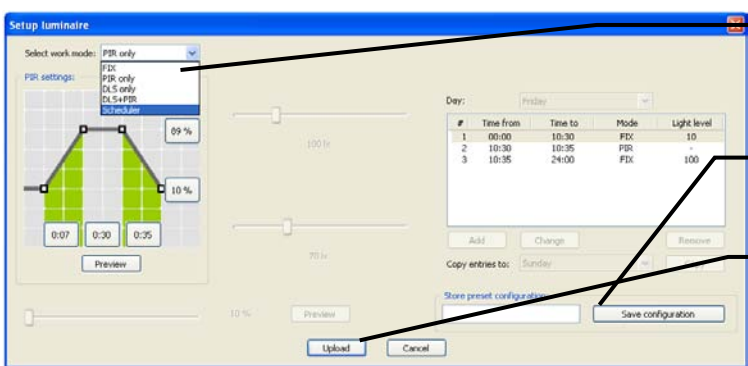 Setup luminaire
Select work mode: PIR only
FIX
PIR only
DLS only
DLS+PIR
Scheduler
PIR settings:
89 %
10 %
0:07 0:30 0:35
Preview
100 lx
70 lx
10 % Preview
Day: Friday
# Time from Time to Mode Light level
1 00:00 10:30 FIX 10
2 10:30 10:35 PIR -
3 10:35 24:00 FIX 100
Add Change Remove
Copy entries to: Sunday Copy
Store preset configuration
Save configuration
Upload Cancel